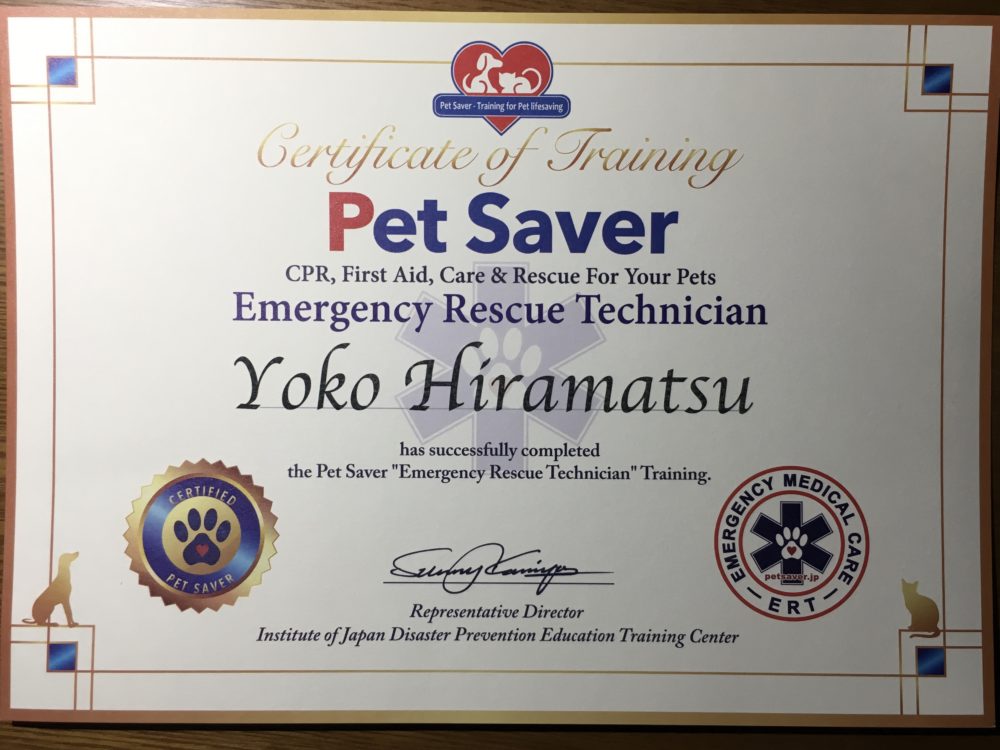 Pet Saver - Training for Pet lifesaving
Certificate of Training
Pet Saver
CPR, First Aid, Care & Rescue For Your Pets
Emergency Rescue Technician
Yoko Hiramatsu
has successfully completed
the Pet Saver "Emergency Rescue Technician" Training.
CERTIFIED
PET SAVER
EMERGENCY MEDICAL CARE
petsaver.jp
ERT
Representative Director
Institute of Japan Disaster Prevention Education Training Center